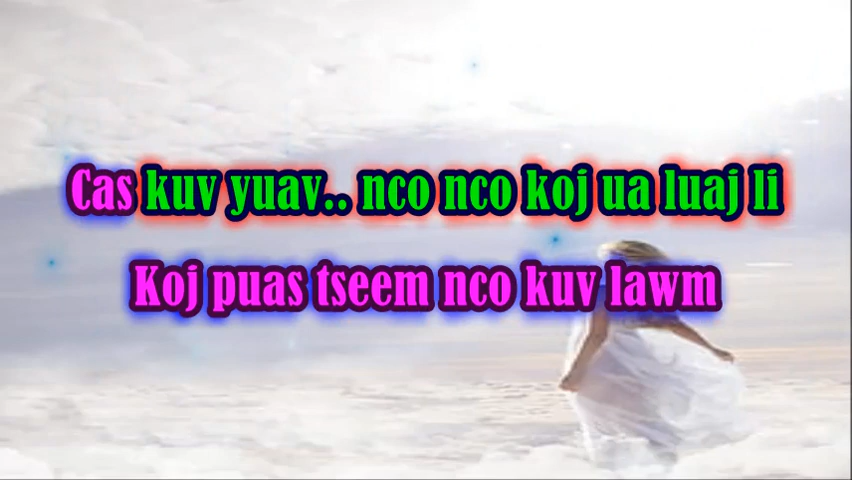 Cas kuv yuav.. nco nco koj ua luaj li
Koj puas tseem nco kuv lawm